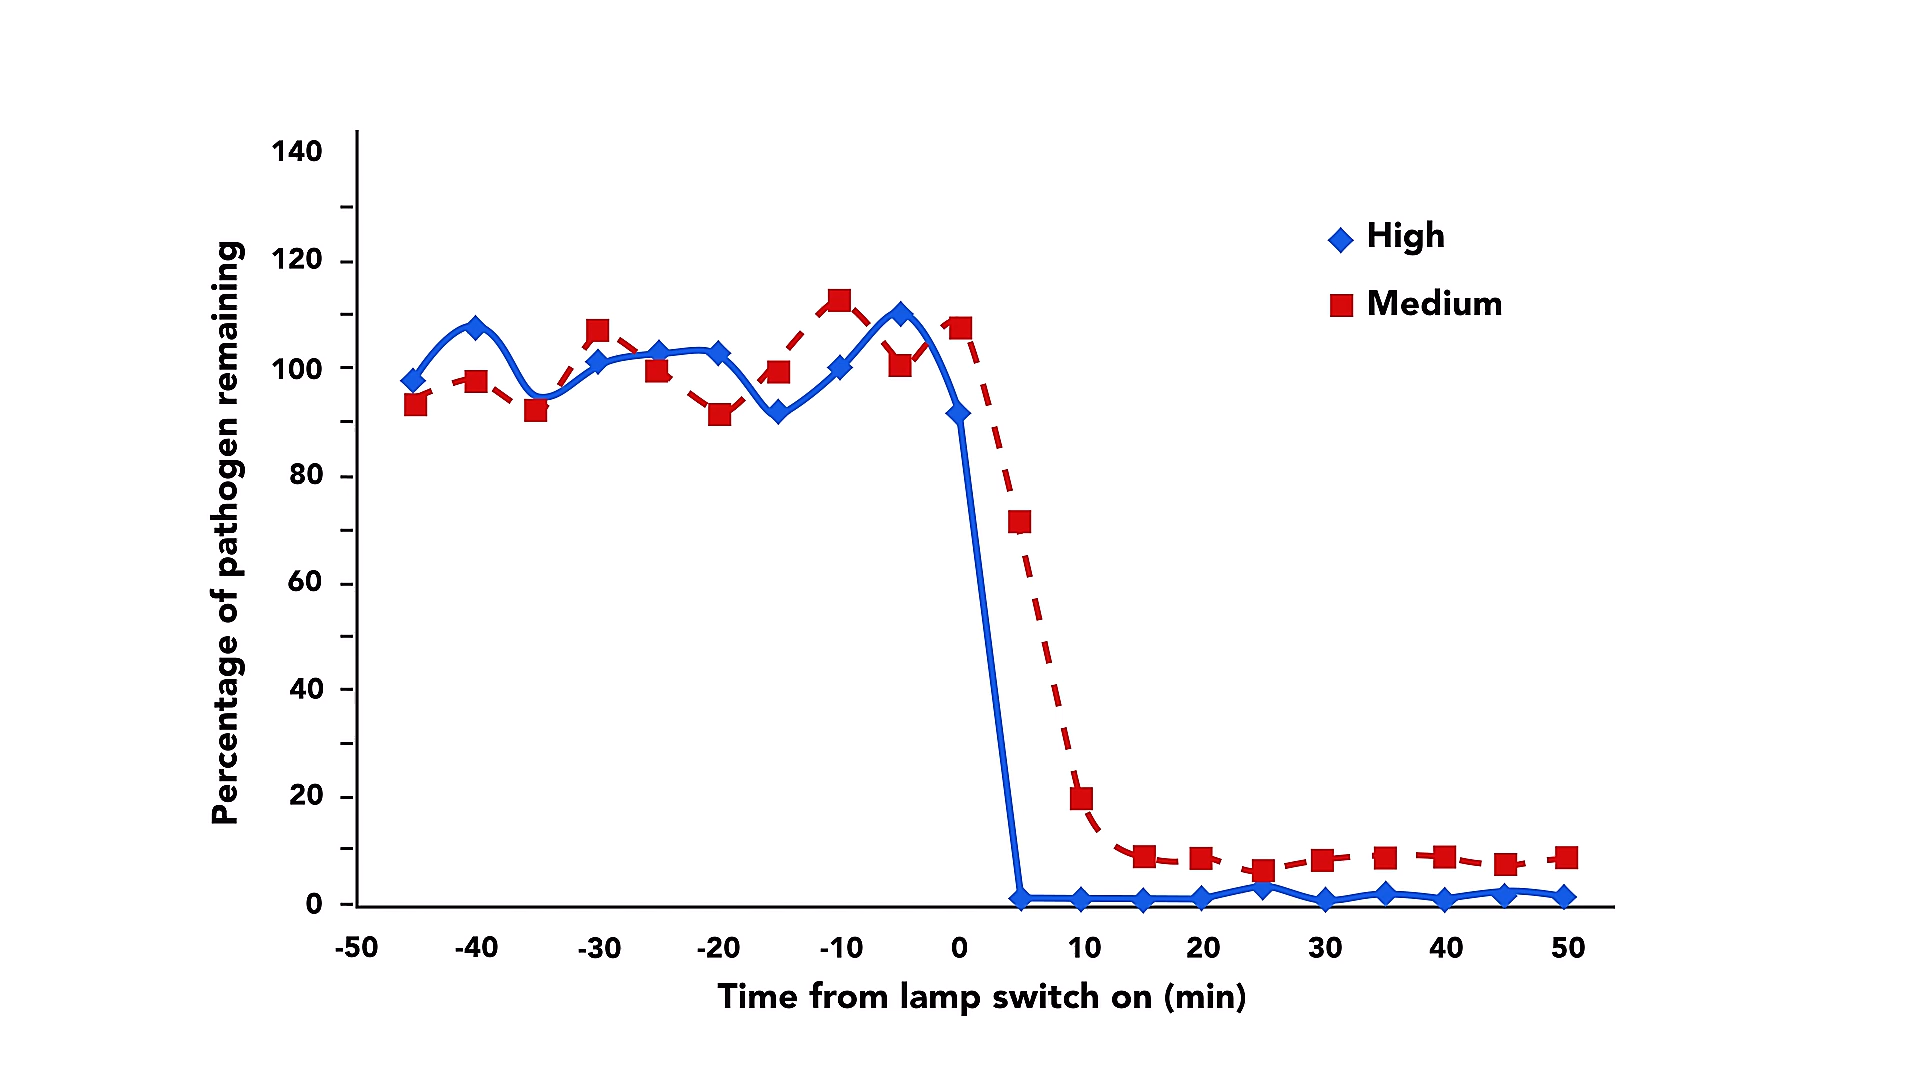 140
120
100
80
60
40
20
0
Percentage of pathogen remaining
High
Medium
-50 -40 -30 -20 -10 0 10 20 30 40 50
Time from lamp switch on (min)